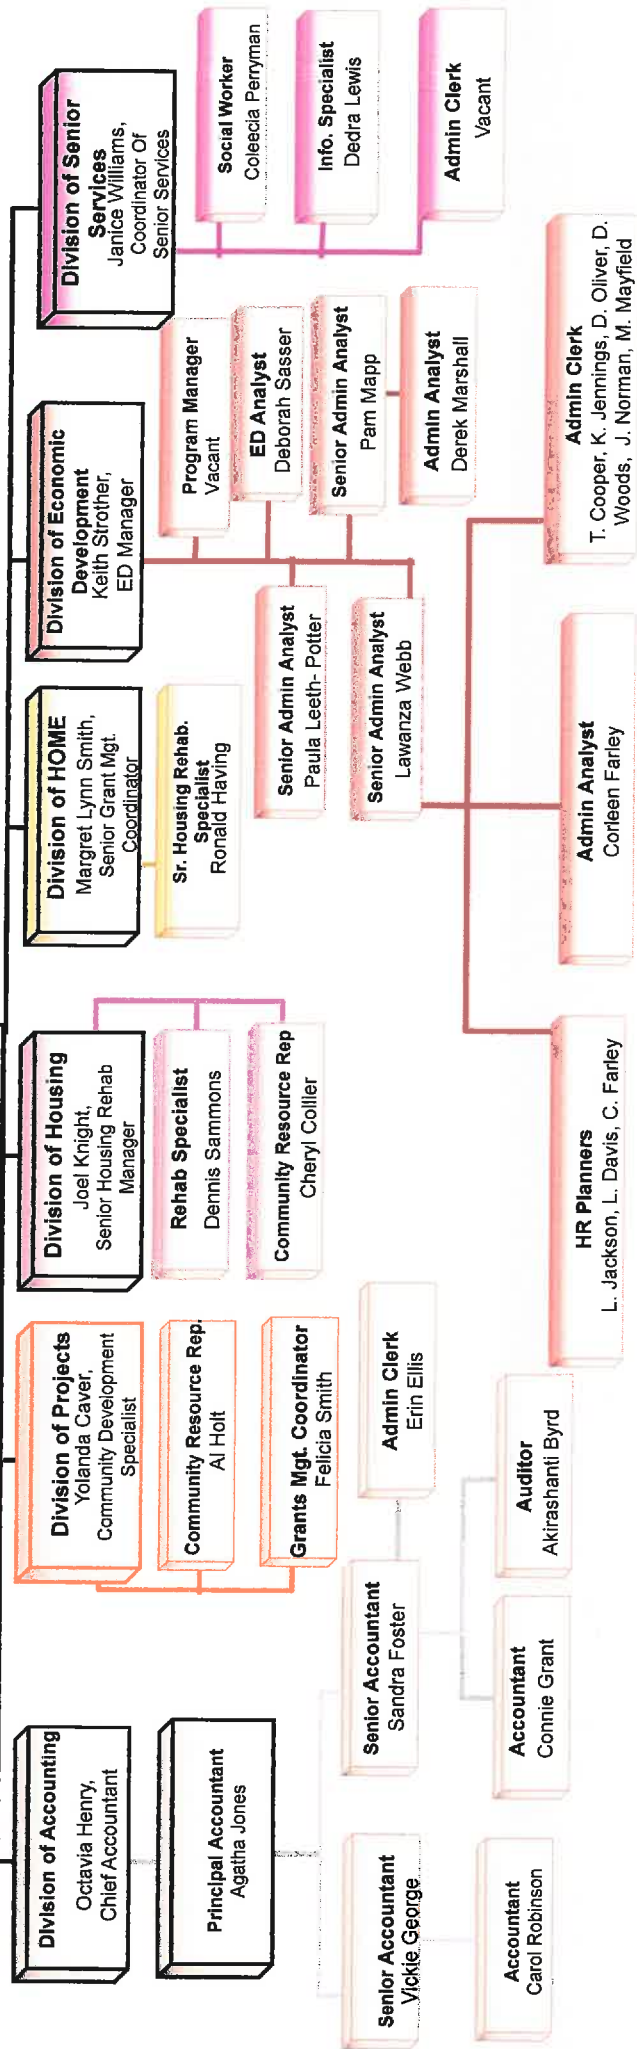 Division of Accounting
Octavia Henry,
Chief Accountant
Principal Accountant
Agatha Jones
Senior Accountant
Vickie George
Accountant
Carol Robinson
Senior Accountant
Sandra Foster
Admin Clerk
Erin Ellis
Accountant
Connie Grant
Auditor
Akirashanti Byrd
Division of Projects
Yolanda Caver,
Community Development
Specialist
Community Resource Rep.
Al Holt
Grants Mgt. Coordinator
Felicia Smith
Division of Housing
Joel Knight,
Senior Housing Rehab
Manager
Rehab Specialist
Dennis Sammons
Community Resource Rep
Cheryl Collier
Division of HOME
Margret Lynn Smith,
Senior Grant Mgt.
Coordinator
Sr. Housing Rehab.
Specialist
Ronald Having
Division of Economic
Development
Keith Strother,
ED Manager
Program Manager
Vacant
ED Analyst
Deborah Sasser
Senior Admin Analyst
Pam Mapp
Admin Analyst
Derek Marshall
Senior Admin Analyst
Paula Leeth- Potter
Senior Admin Analyst
Lawanza Webb
HR Planners
L. Jackson, L. Davis, C. Farley
Admin Analyst
Corleen Farley
Admin Clerk
T. Cooper, K. Jennings, D. Oliver, D.
Woods, J. Norman, M. Mayfield
Division of Senior
Services
Janice Williams,
Coordinator Of
Senior Services
Social Worker
Coleecia Perryman
Info. Specialist
Dedra Lewis
Admin Clerk
Vacant